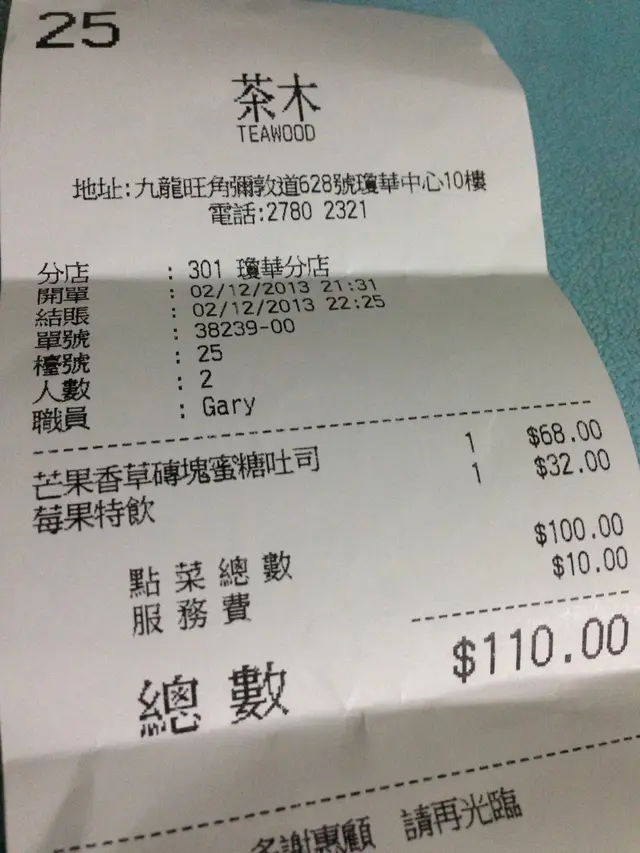 25
茶木
TEAWOOD
地址:九龍旺角彌敦道628號瓊華中心10樓
電話:2780 2321
分店 : 301 瓊華分店
開單 : 02/12/2013 21:31
結賬 : 02/12/2013 22:25
單號 : 38239-00
檯號 : 25
人數 : 2
職員 : Gary
芒果香草磚塊蜜糖吐司 1 $68.00
莓果特飲 1 $32.00
點菜總數 $100.00
服務費 $10.00
總數 $110.00
多謝惠顧 請再光臨